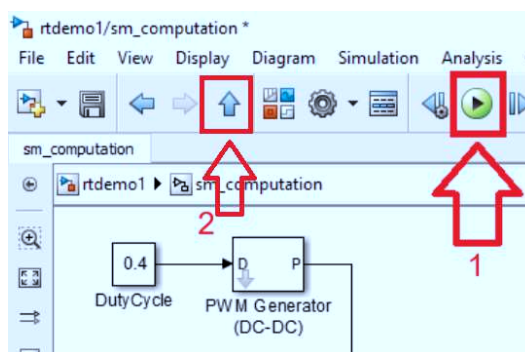 rtdemo1/sm_computation *
File Edit View Display Diagram Simulation Analysis
sm_computation
rtdemo1 sm_computation
2
1
0.4
D P
DutyCycle
PWM Generator
(DC-DC)